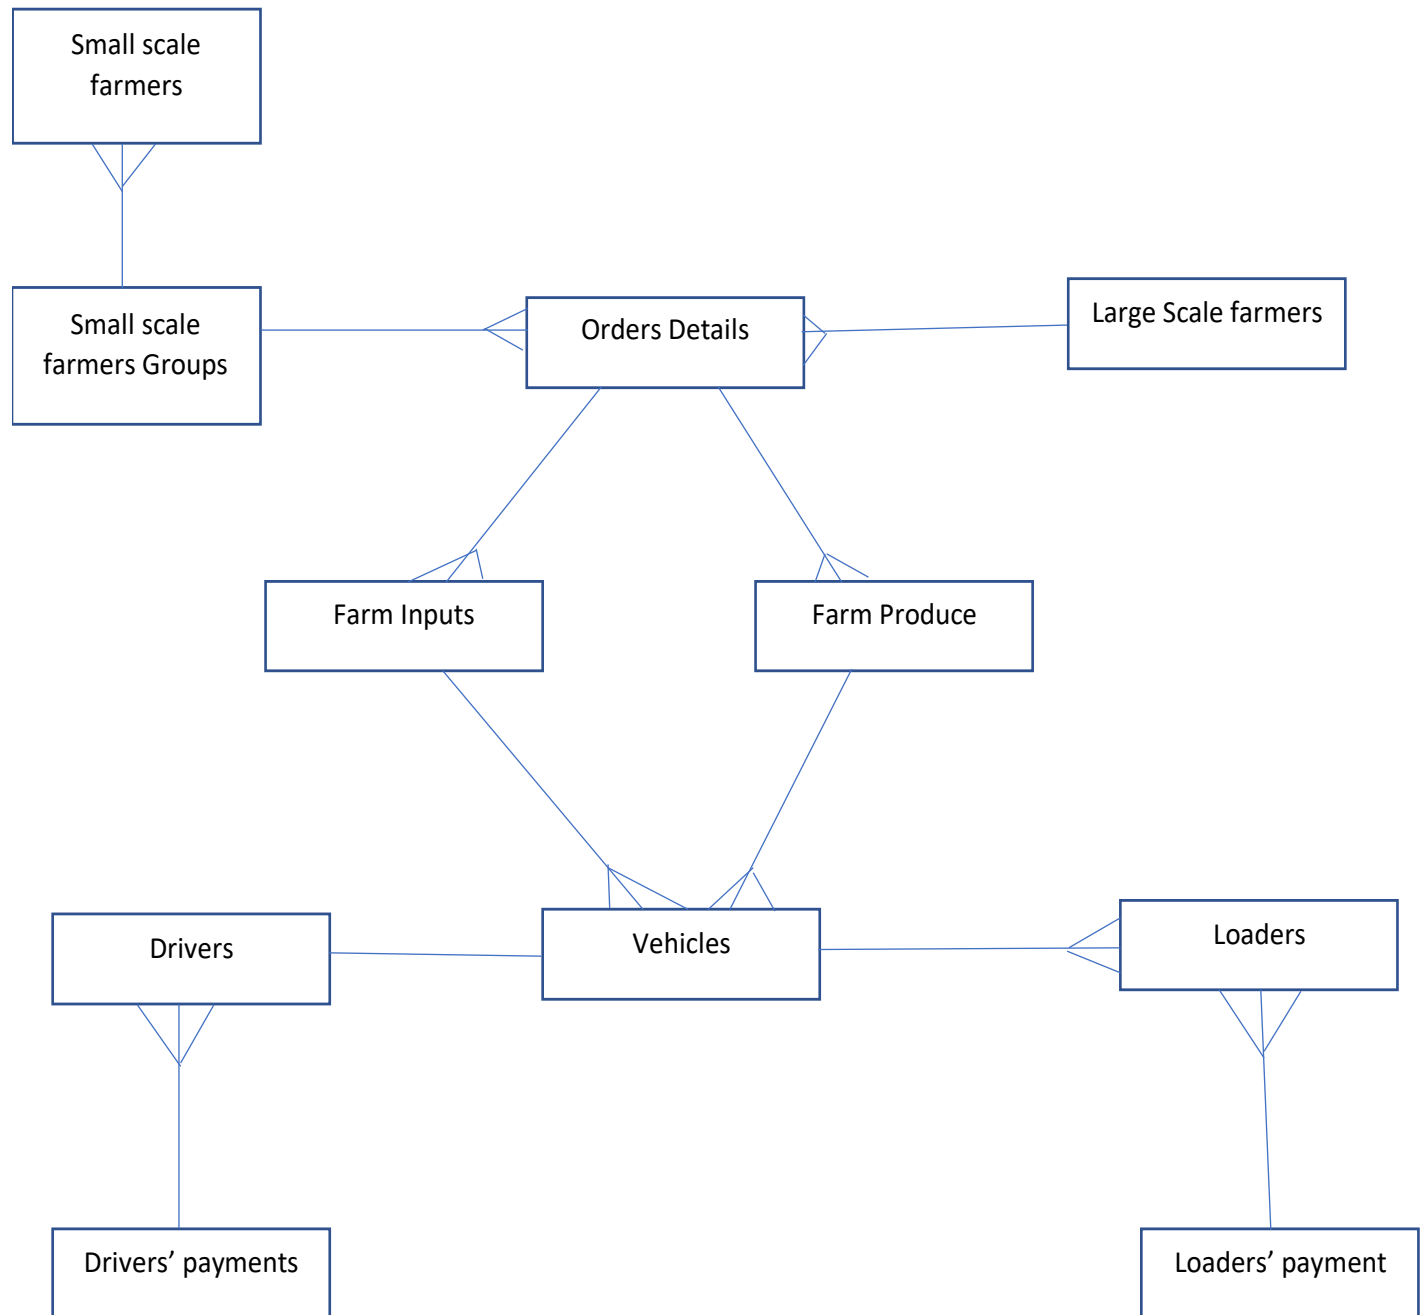 Small scale
farmers
Small scale
farmers Groups
Orders Details
Large Scale farmers
Farm Inputs
Farm Produce
Drivers
Vehicles
Loaders
Drivers’ payments
Loaders’ payment